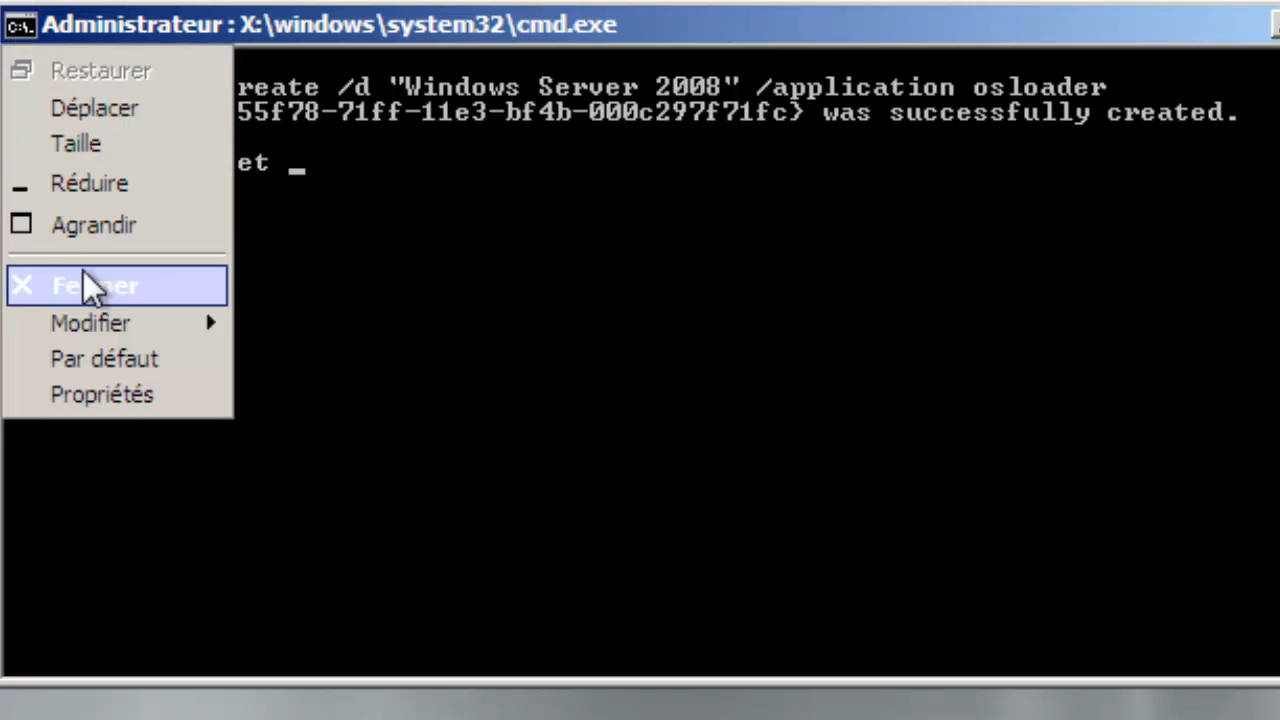 Administrateur : X:\windows\system32\cmd.exe
Restaurer
Déplacer
Taille
Réduire
Agrandir
Fermer
Modifier
Par défaut
Propriétés
reate /d "Windows Server 2008" /application osloader
55f78-71ff-11e3-bf4b-000c297f71fc} was successfully created.
et _